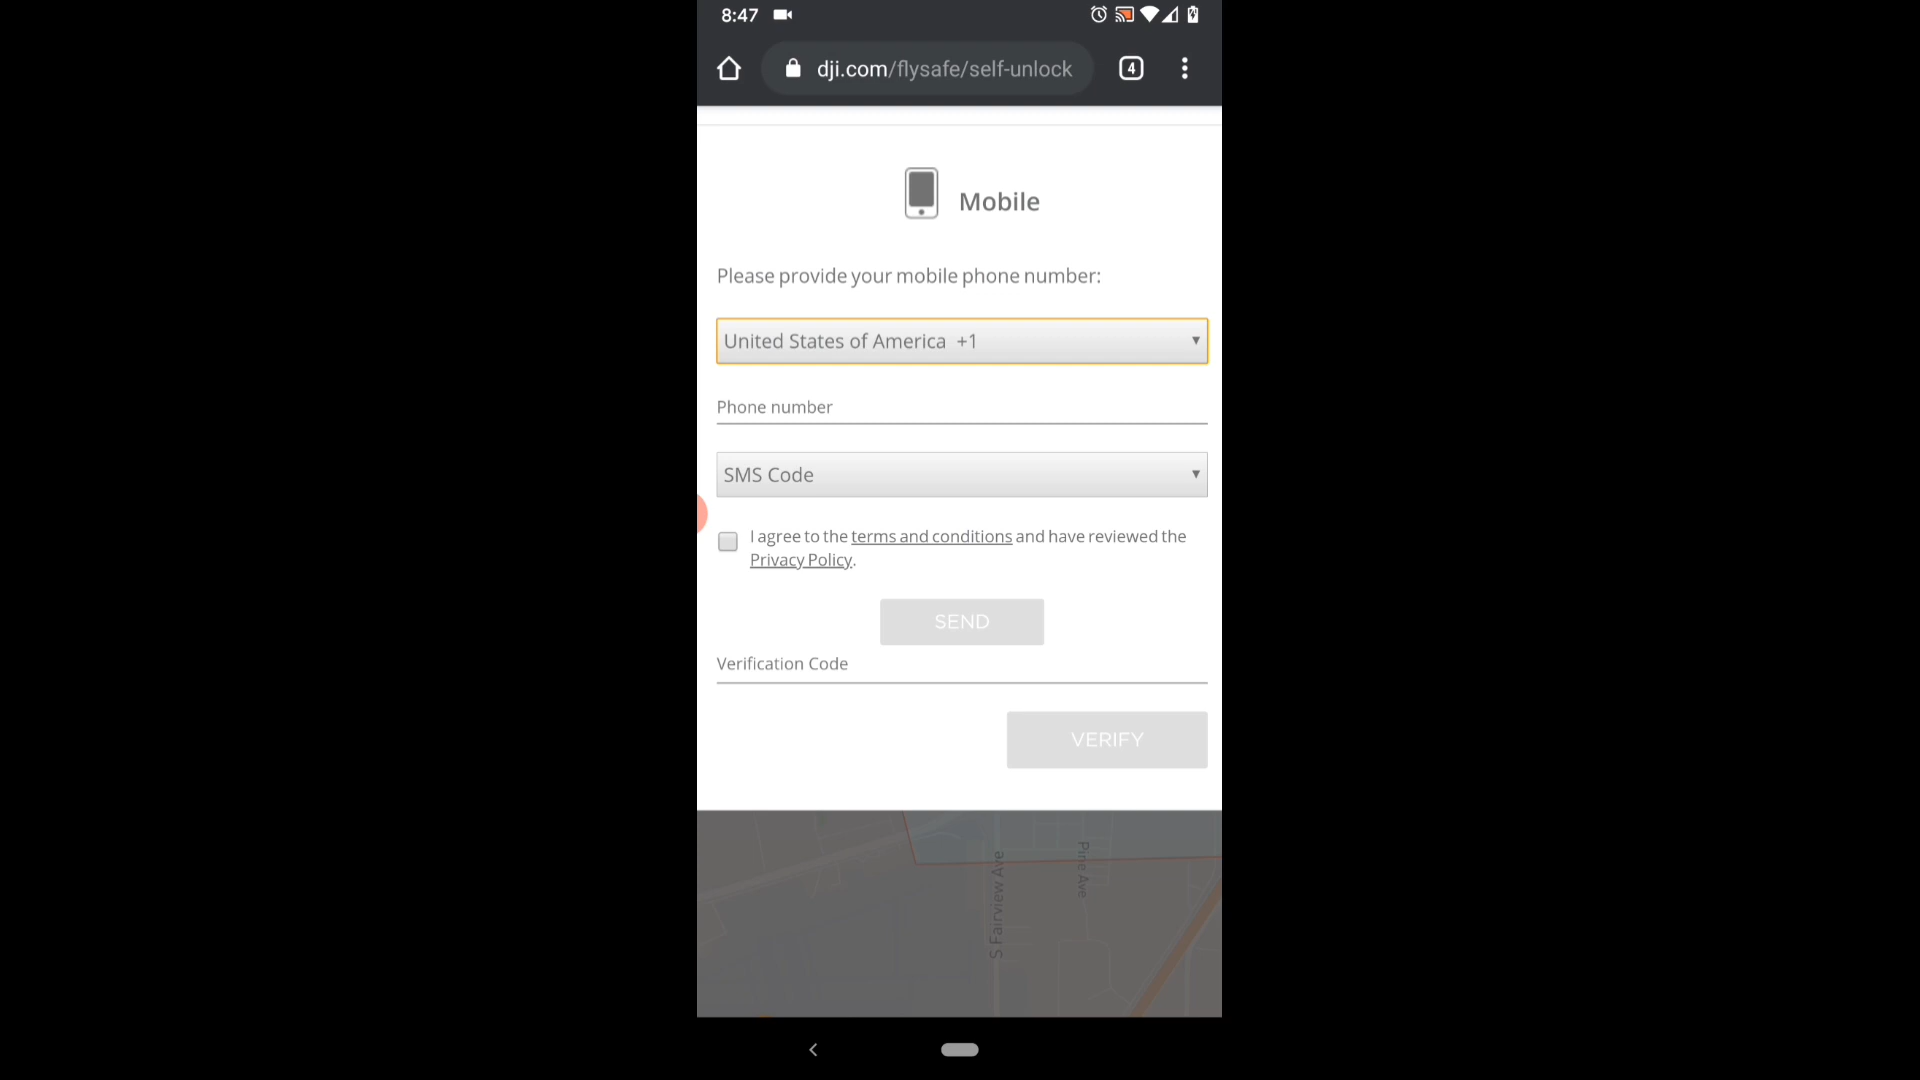 8:47
dji.com/flysafe/self-unlock
4
Mobile
Please provide your mobile phone number:
United States of America +1
Phone number
SMS Code
I agree to the terms and conditions and have reviewed the
Privacy Policy.
SEND
Verification Code
VERIFY
S Fairview Ave
Pine Ave